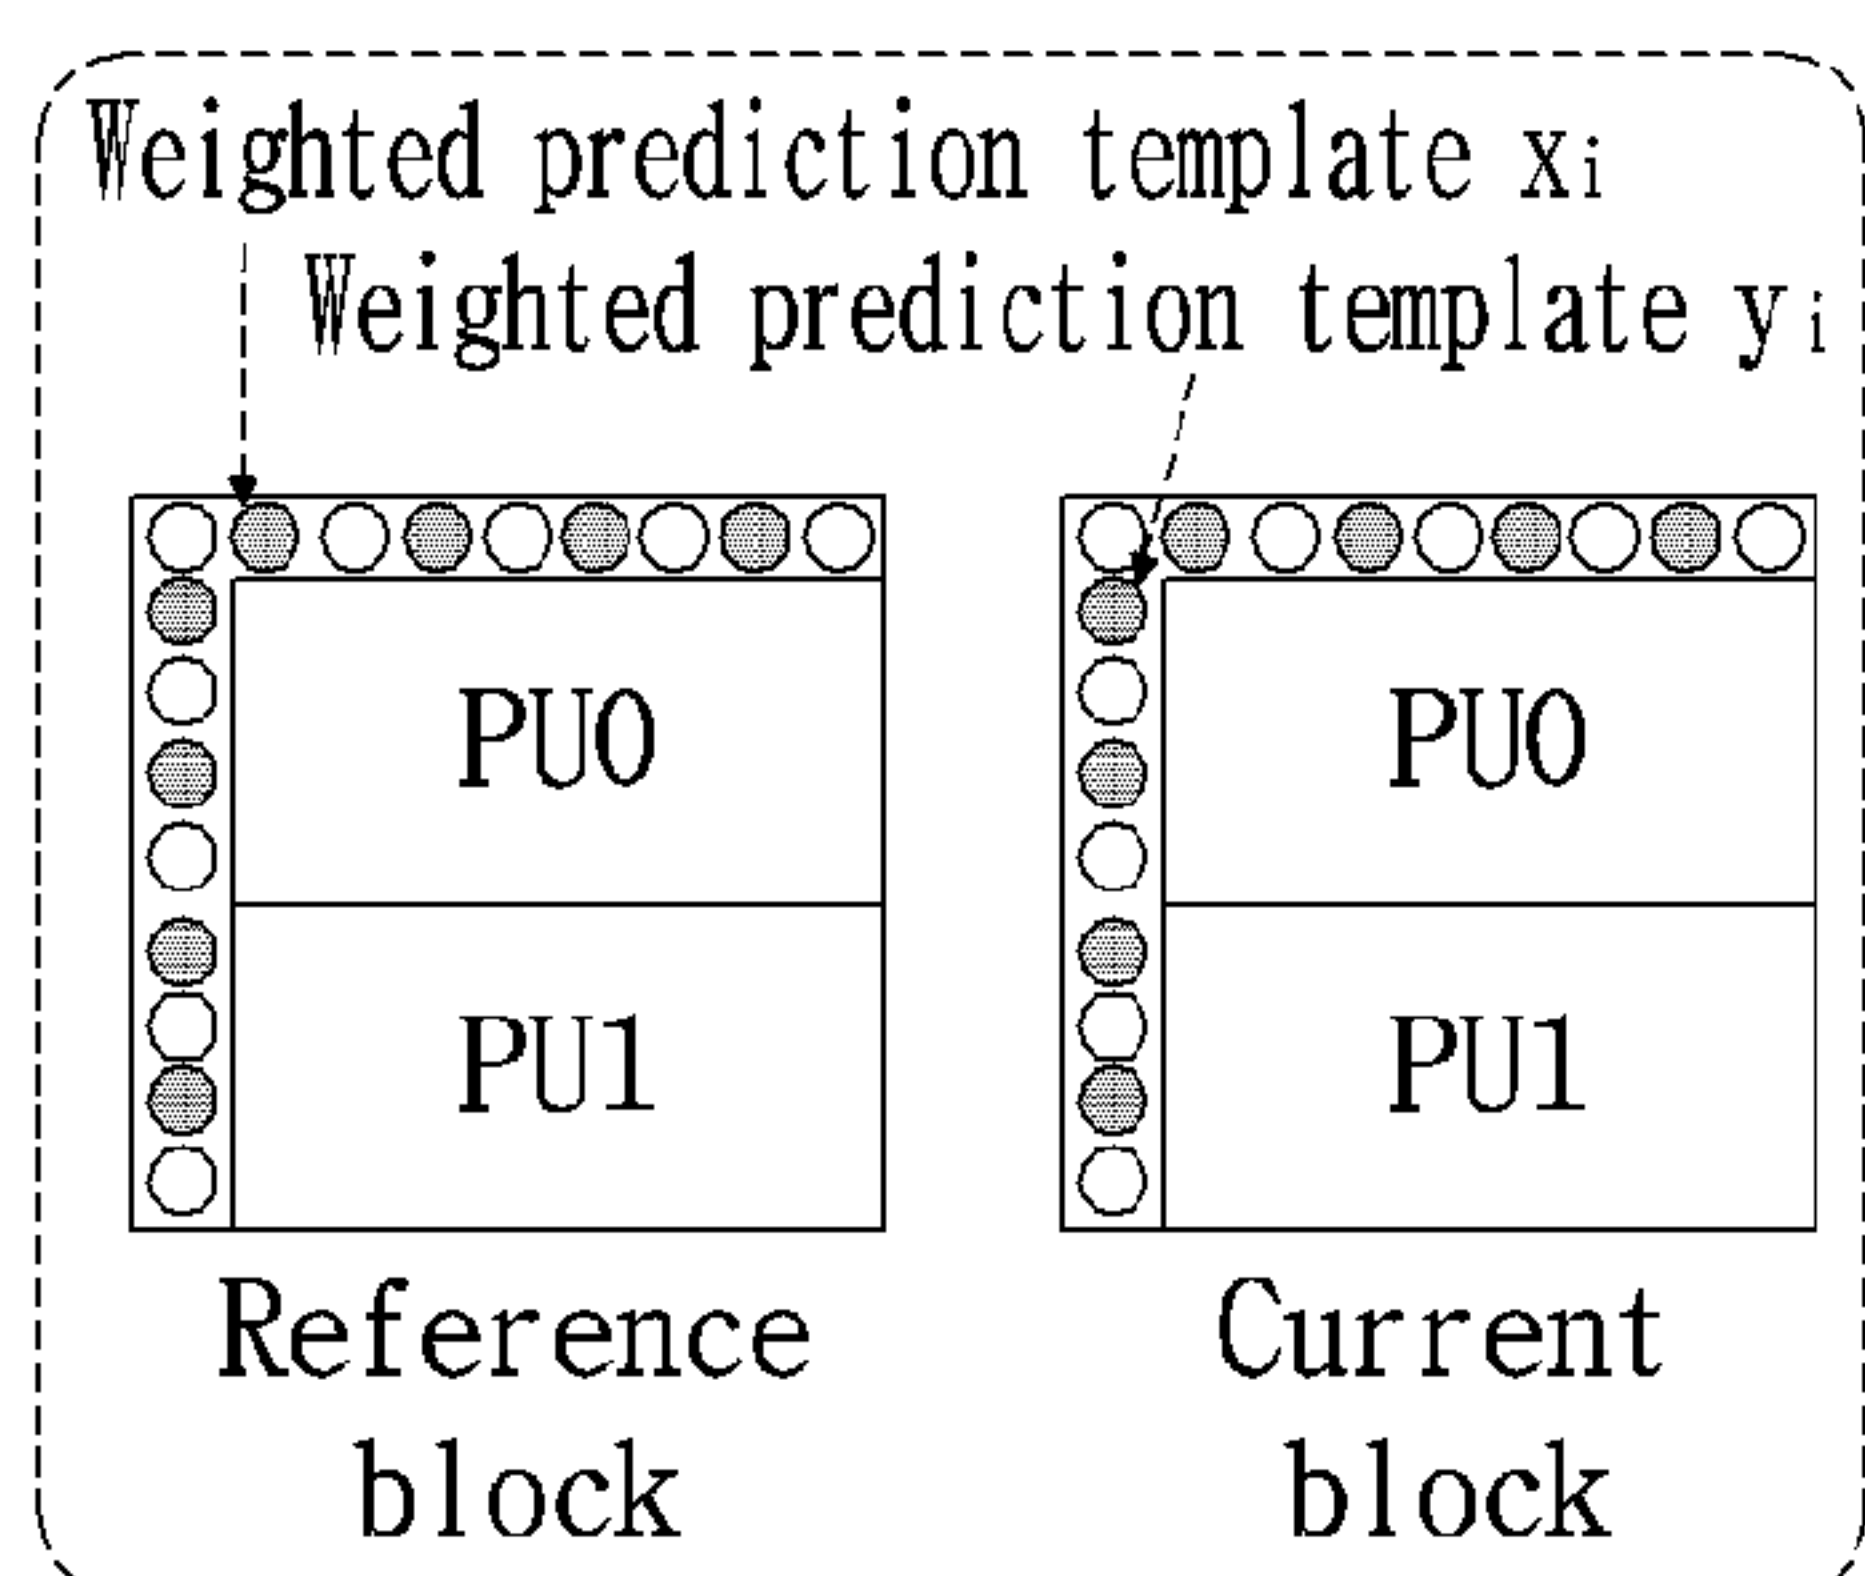 Weighted prediction template xi
Weighted prediction template yi
PU0
PU0
PU1
PU1
Reference
block
Current
block